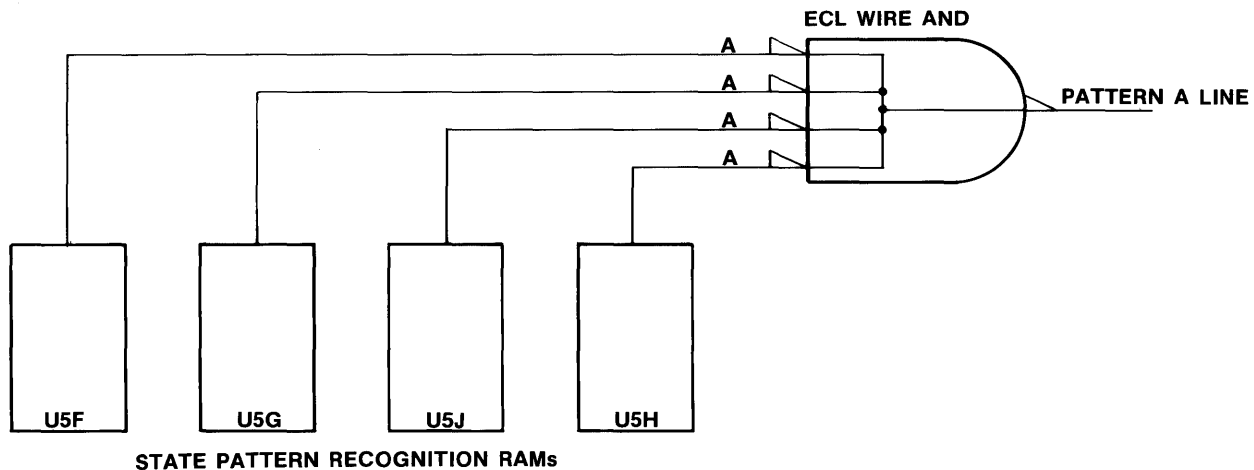 ECL WIRE AND
A
A
PATTERN A LINE
A
A
U5F
U5G
U5J
U5H
STATE PATTERN RECOGNITION RAMs